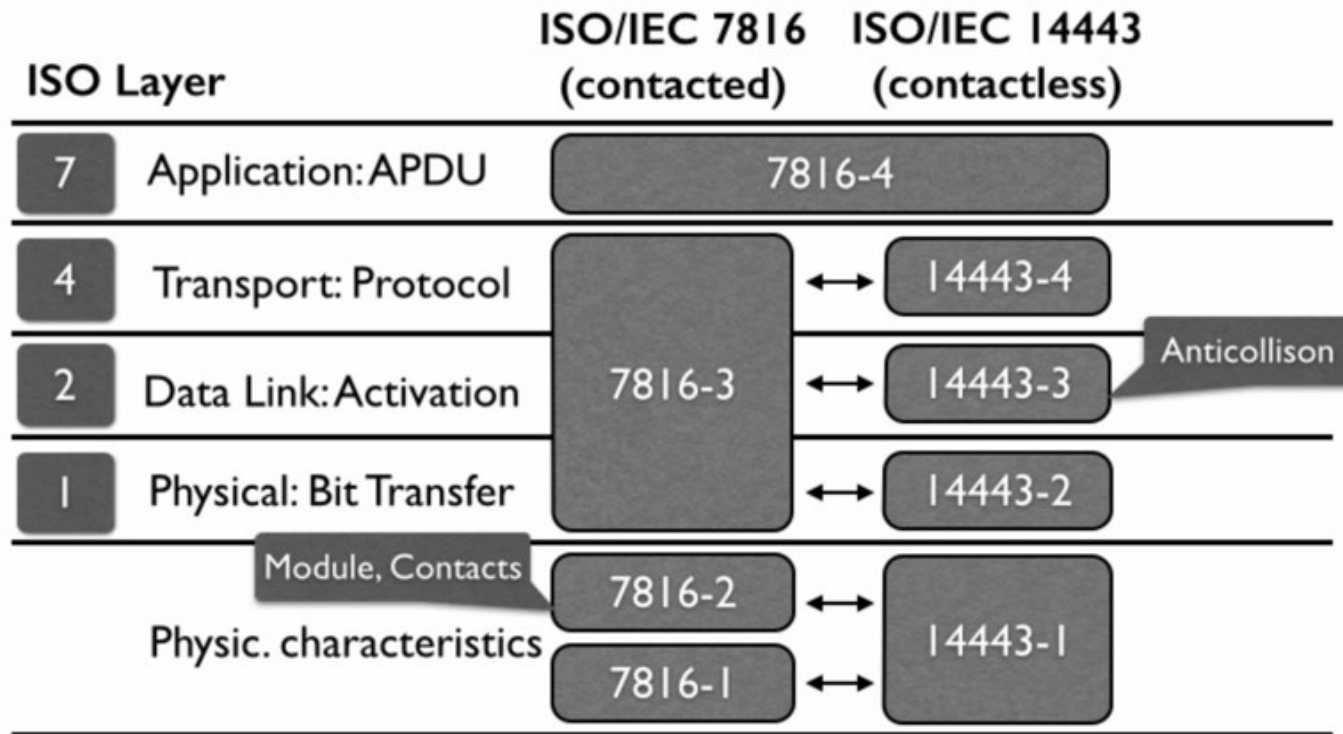 ISO/IEC 7816 ISO/IEC 14443
ISO Layer (contacted) (contactless)
7 Application: APDU 7816-4
4 Transport: Protocol 14443-4
Anticollison
2 Data Link: Activation 7816-3 14443-3
1 Physical: Bit Transfer 14443-2
Module, Contacts
7816-2
Physic. characteristics 14443-1
7816-1